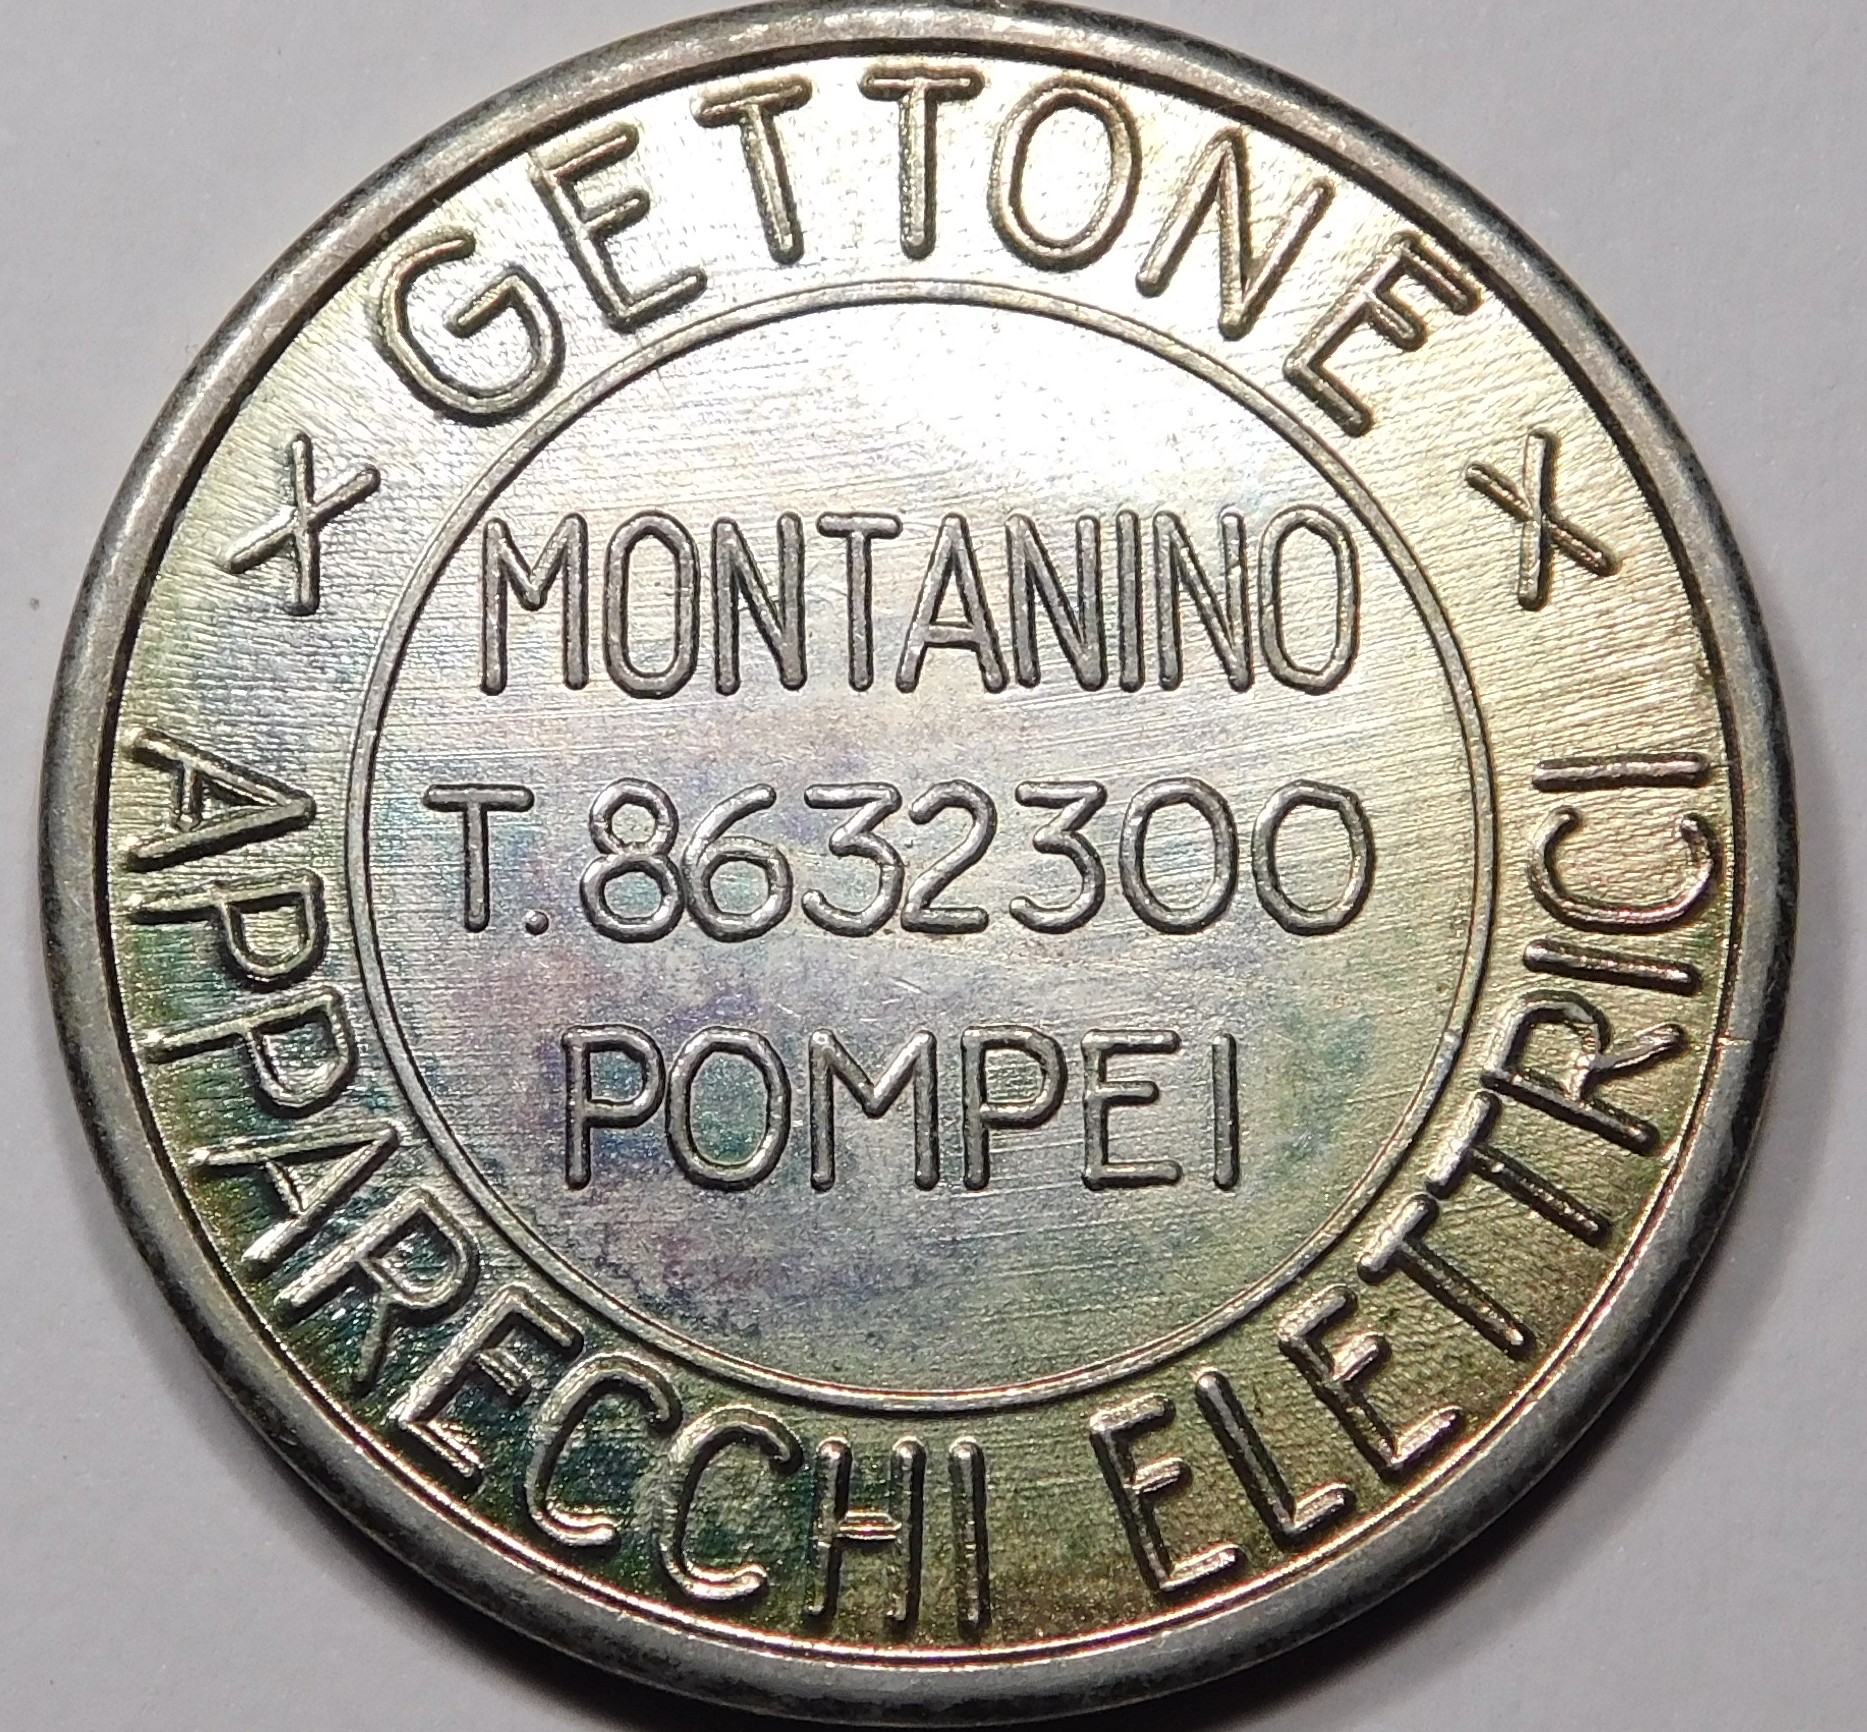 x GETTONE x
MONTANINO
T.8632300
POMPEI
APPARECCHI ELETTRICI